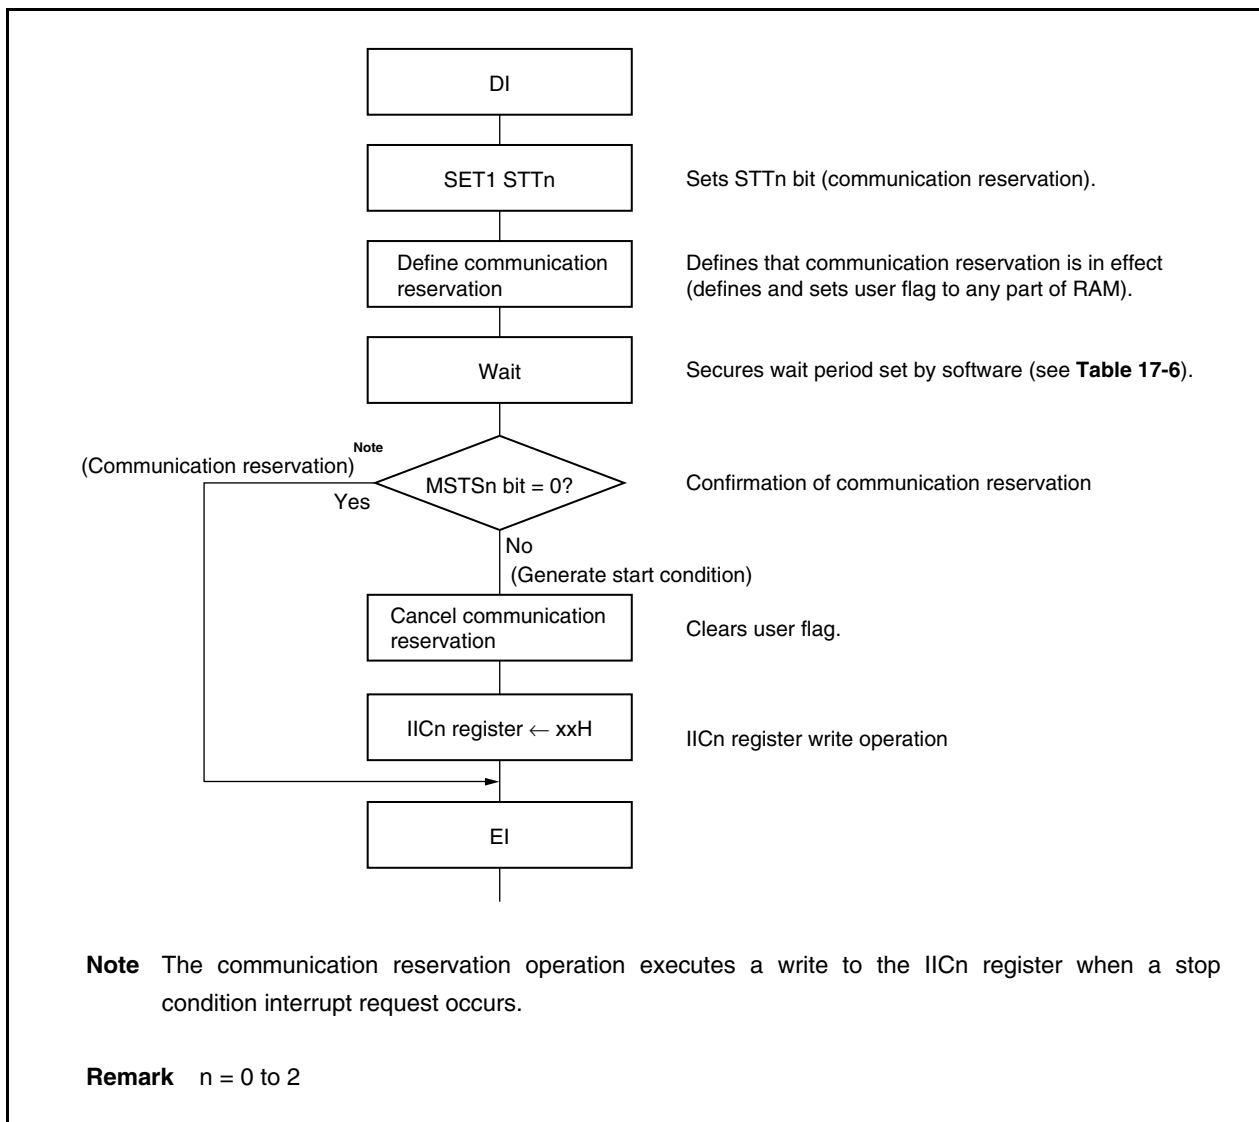 DI
SET1 STTn
Sets STTn bit (communication reservation).
Define communication
reservation
Defines that communication reservation is in effect
(defines and sets user flag to any part of RAM).
Wait
Secures wait period set by software (see Table 17-6).
(Communication reservation)Note
MSTSn bit = 0?
Confirmation of communication reservation
Yes
No
(Generate start condition)
Cancel communication
reservation
Clears user flag.
IICn register ← xxH
IICn register write operation
EI
Note The communication reservation operation executes a write to the IICn register when a stop
condition interrupt request occurs.
Remark n = 0 to 2